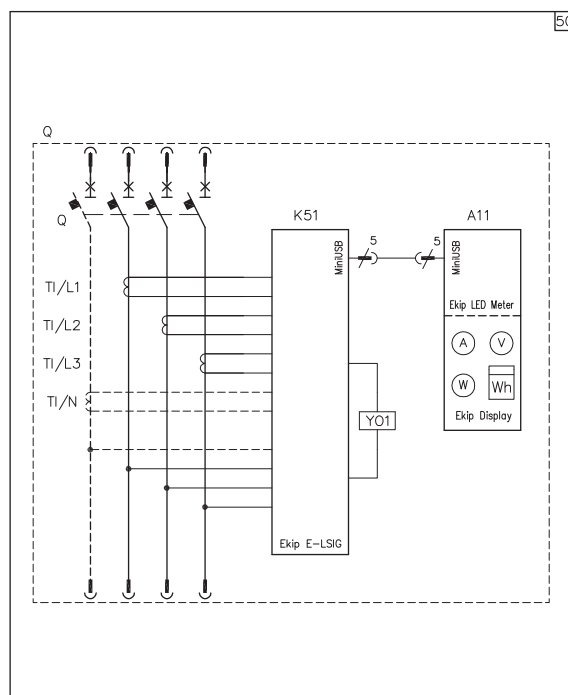 50
Q
Q
K51
A11
MiniUSB
5
5
MiniUSB
TI/L1
TI/L2
TI/L3
TI/N
Ekip LED Meter
A
V
W
Wh
Ekip Display
YO1
Ekip E-LSIG